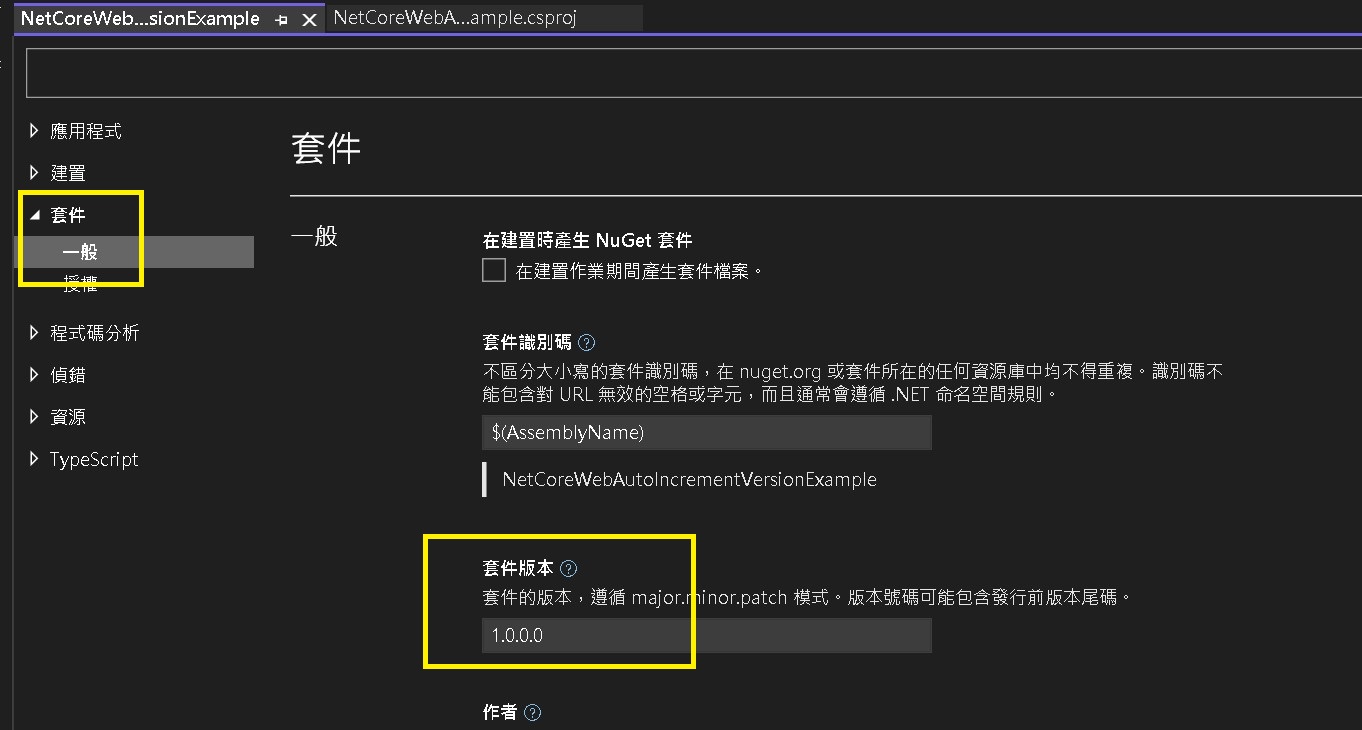 NetCoreWeb...sionExample
NetCoreWebA...ample.csproj
應用程式
建置
套件
一般
授權
程式碼分析
偵錯
資源
TypeScript
套件
一般
在建置時產生 NuGet 套件
在建置作業期間產生套件檔案。
套件識別碼
不區分大小寫的套件識別碼，在 nuget.org 或套件所在的任何資源庫中均不得重複。識別碼不
能包含對 URL 無效的空格或字元，而且通常會遵循 .NET 命名空間規則。
$(AssemblyName)
NetCoreWebAutoIncrementVersionExample
套件版本
套件的版本，遵循 major.minor.patch 模式。版本號碼可能包含發行前版本尾碼。
1.0.0.0
作者